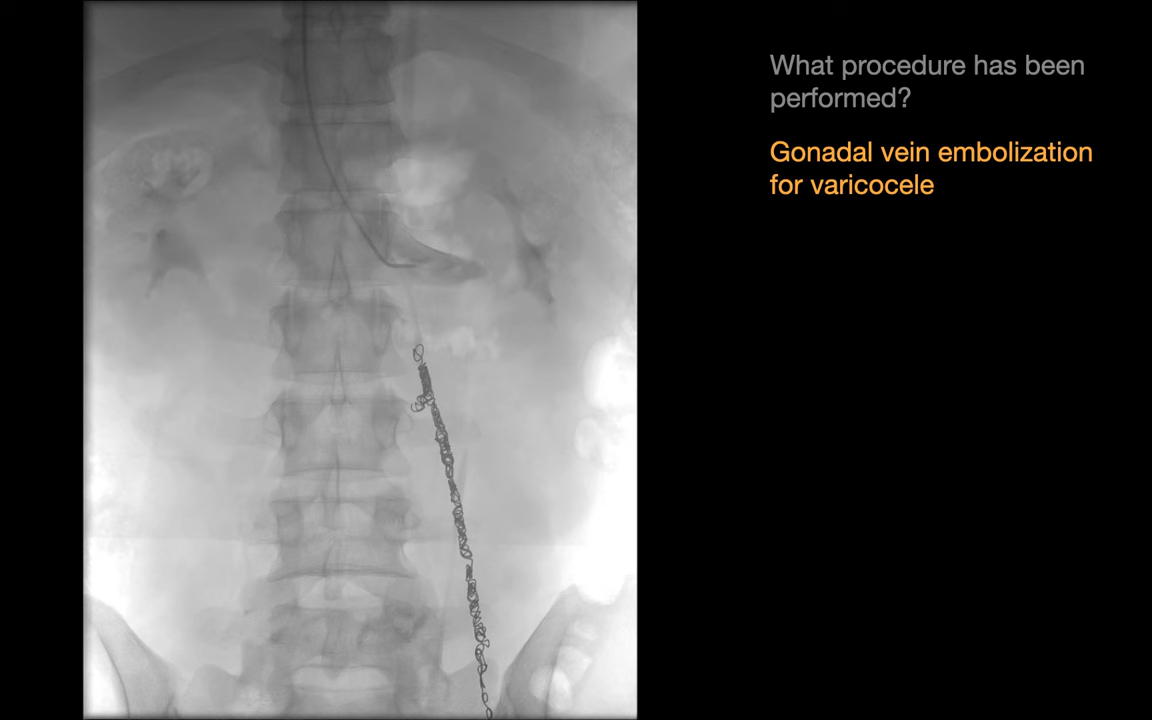 What procedure has been
performed?
Gonadal vein embolization
for varicocele